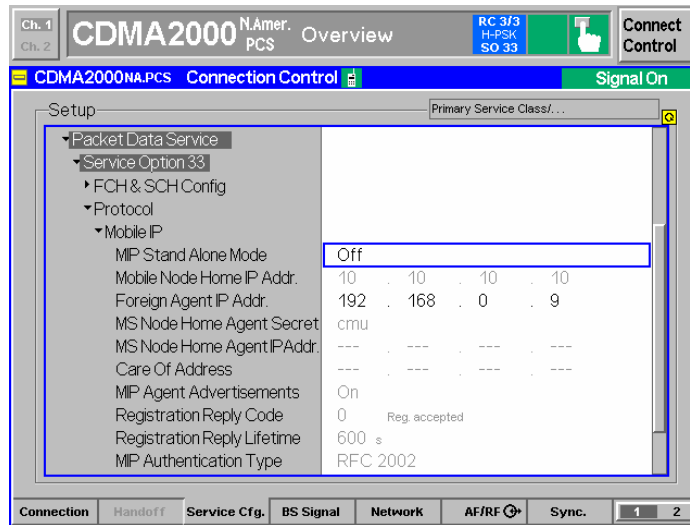 Ch. 1
Ch. 2
CDMA2000 N.Amer. PCS Overview
RC 3/3
H-PSK
SO 33
Connect Control
CDMA2000 NA.PCS Connection Control
Signal On
Setup
Primary Service Class/. . .
Packet Data Service
Service Option 33
FCH & SCH Config
Protocol
Mobile IP
MIP Stand Alone Mode Off
Mobile Node Home IP Addr. 10 . 10 . 10 . 10
Foreign Agent IP Addr. 192 . 168 . 0 . 9
MS Node Home Agent Secret cmu
MS Node Home Agent IPAddr. --- . --- . --- . ---
Care Of Address --- . --- . --- . ---
MIP Agent Advertisements On
Registration Reply Code 0 Reg. accepted
Registration Reply Lifetime 600 s
MIP Authentication Type RFC 2002
Connection Handoff Service Cfg. BS Signal Network AF/RF Sync. 1 2